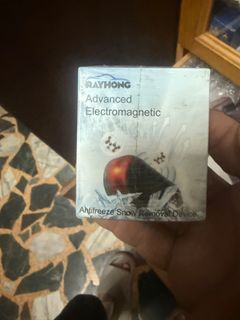 RAYHONG
Advanced
Electromagnetic
Antifreeze Snow Removal Device